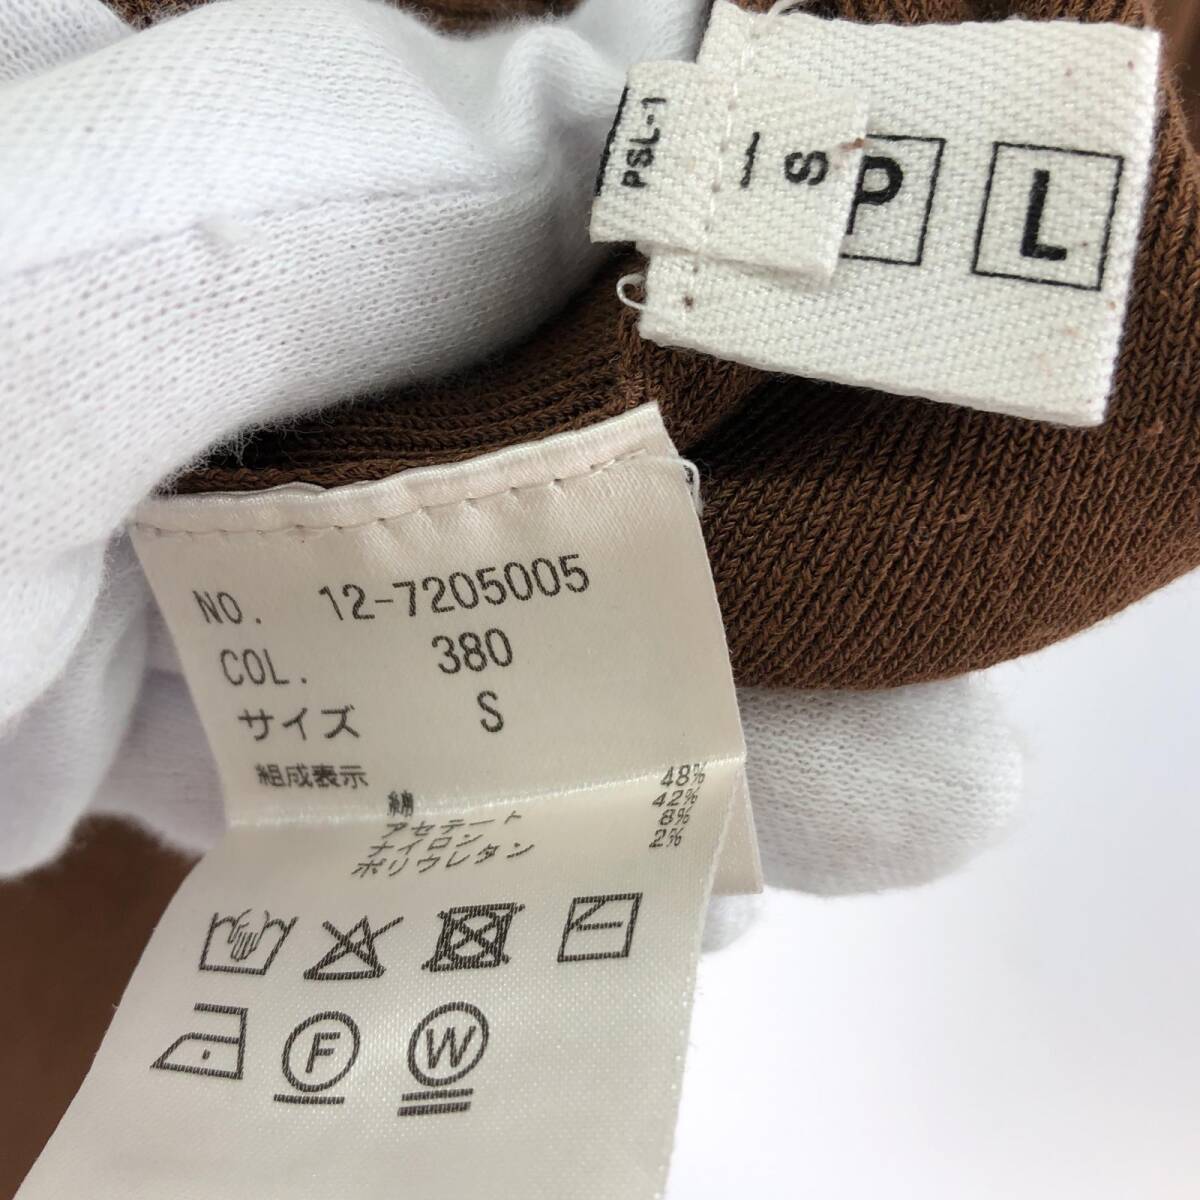 PSL-1
S
P
L
NO. 12-7205005
COL. 380
サイズ S
組成表示
綿 48%
アセテート 42%
ナイロン 8%
ポリウレタン 2%
F
W